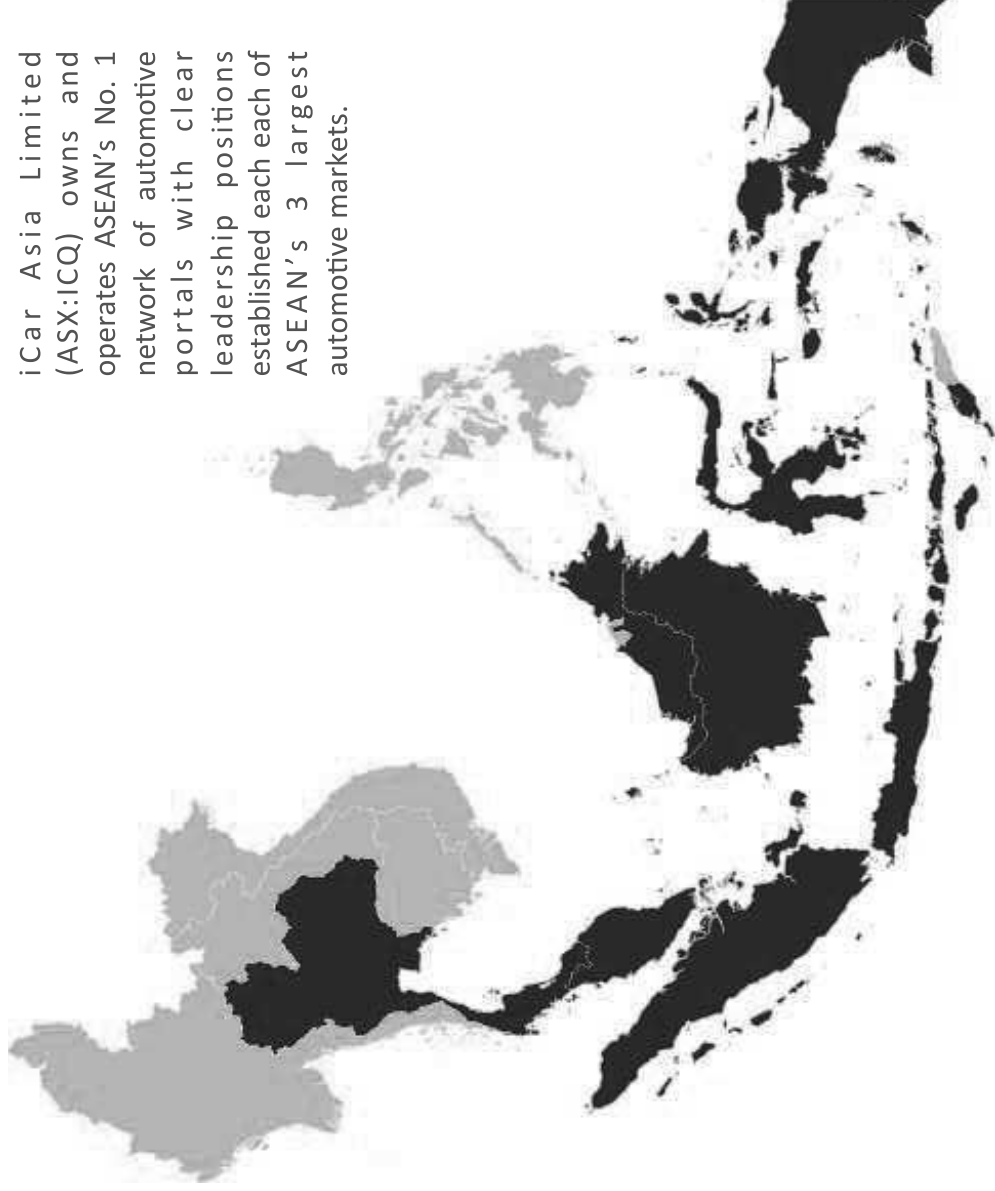 iCar Asia Limited
(ASX:ICQ) owns and
operates ASEAN’s No. 1
network of automotive
portals with clear
leadership positions
established each each of
ASEAN’s 3 largest
automotive markets.